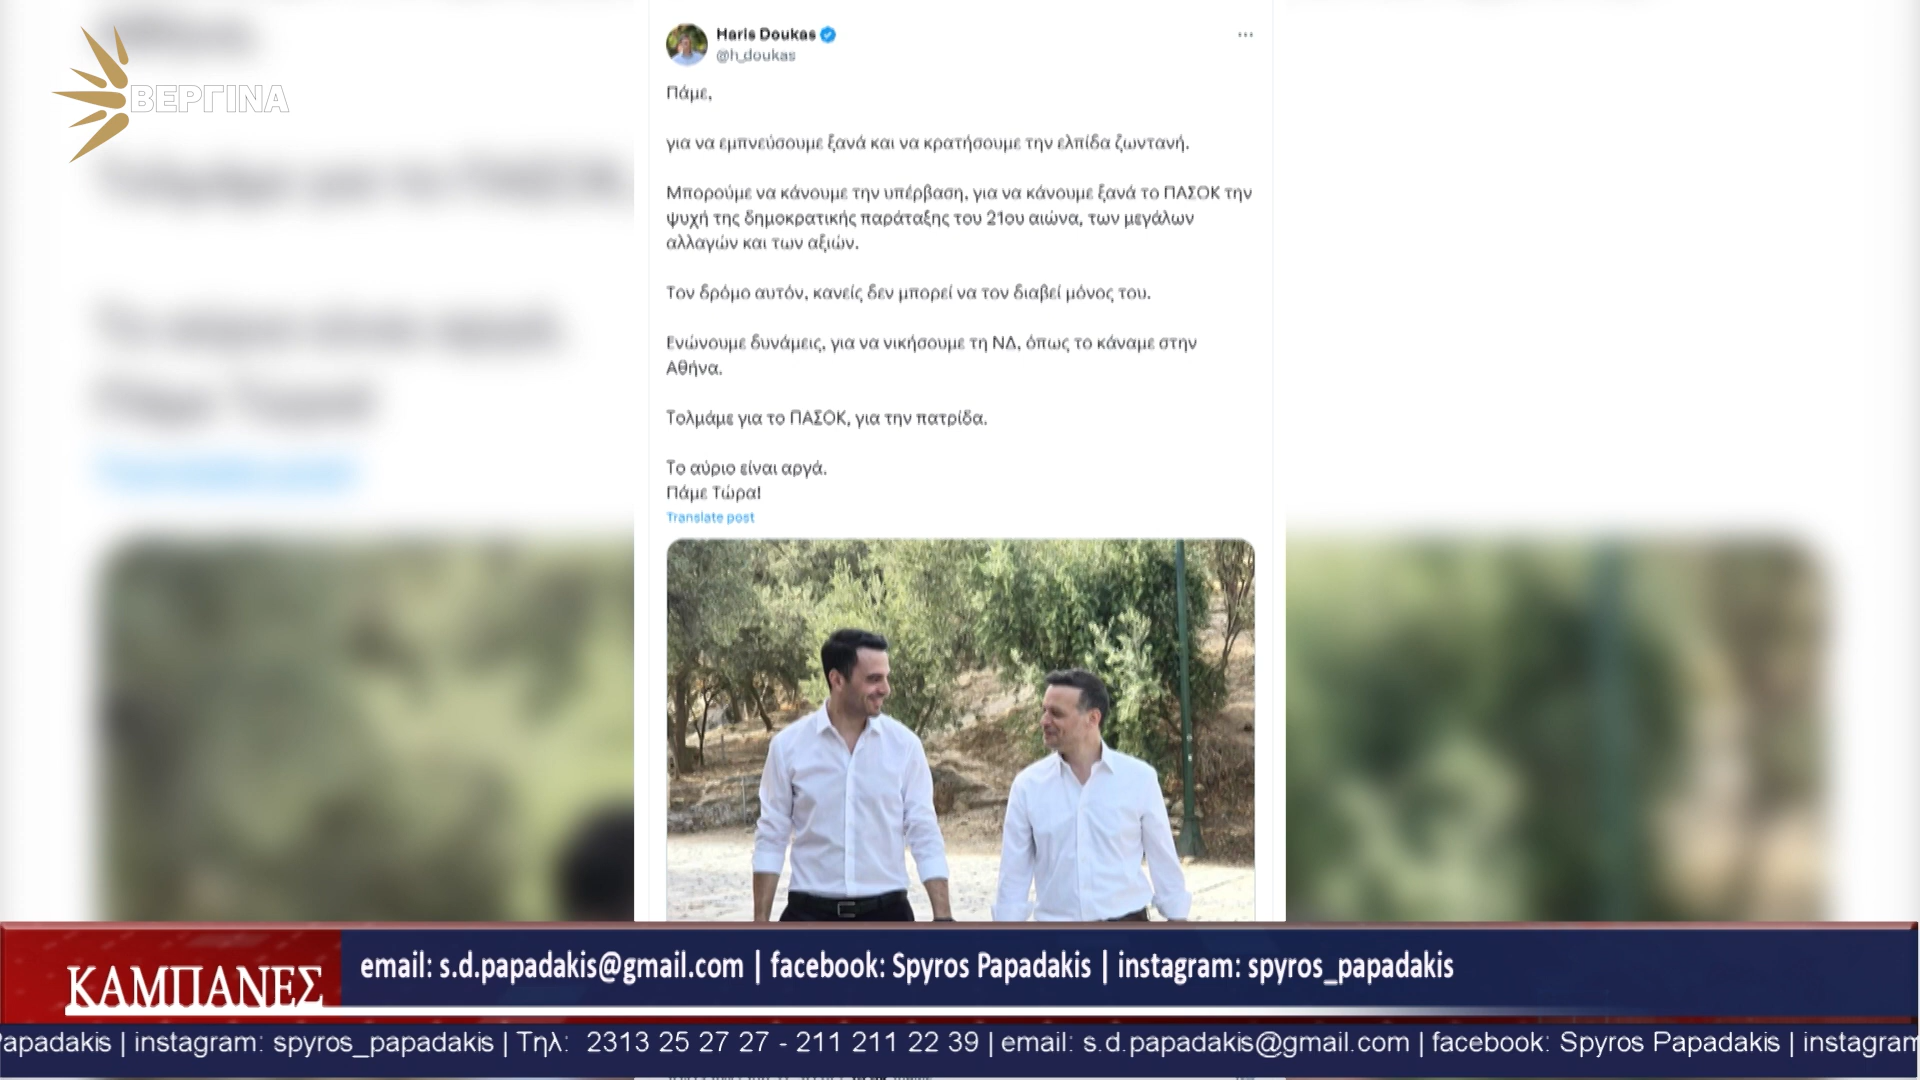 ΒΕΡΓΙΝΑ
Haris Doukas
@h_doukas
Πάμε,
για να εμπνεύσουμε ξανά και να κρατήσουμε την ελπίδα ζωντανή.
Μπορούμε να κάνουμε την υπέρβαση, για να κάνουμε ξανά το ΠΑΣΟΚ την
ψυχή της δημοκρατικής παράταξης του 21ου αιώνα, των μεγάλων
αλλαγών και των αξιών.
Τον δρόμο αυτόν, κανείς δεν μπορεί να τον διαβεί μόνος του.
Ενώνουμε δυνάμεις, για να νικήσουμε τη ΝΔ, όπως το κάναμε στην
Αθήνα.
Τολμάμε για το ΠΑΣΟΚ, για την πατρίδα.
Το αύριο είναι αργά.
Πάμε Τώρα!
Translate post
ΚΑΜΠΑΝΕΣ
email: s.d.papadakis@gmail.com | facebook: Spyros Papadakis | instagram: spyros_papadakis
apadakis | instagram: spyros_papadakis | Τηλ: 2313 25 27 27 - 211 211 22 39 | email: s.d.papadakis@gmail.com | facebook: Spyros Papadakis | instagram